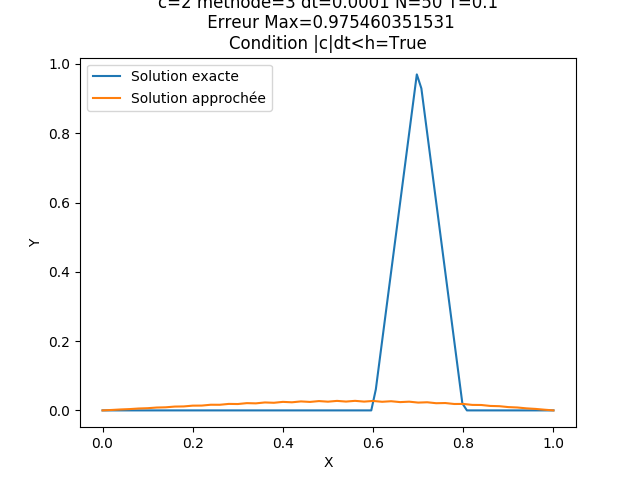 c=2 methode=3 dt=0.0001 N=50 T=0.1
Erreur Max=0.975460351531
Condition |c|dt<h=True
Solution exacte
Solution approchée
1.0
0.8
0.6
0.4
0.2
0.0
Y
0.0 0.2 0.4 0.6 0.8 1.0
X